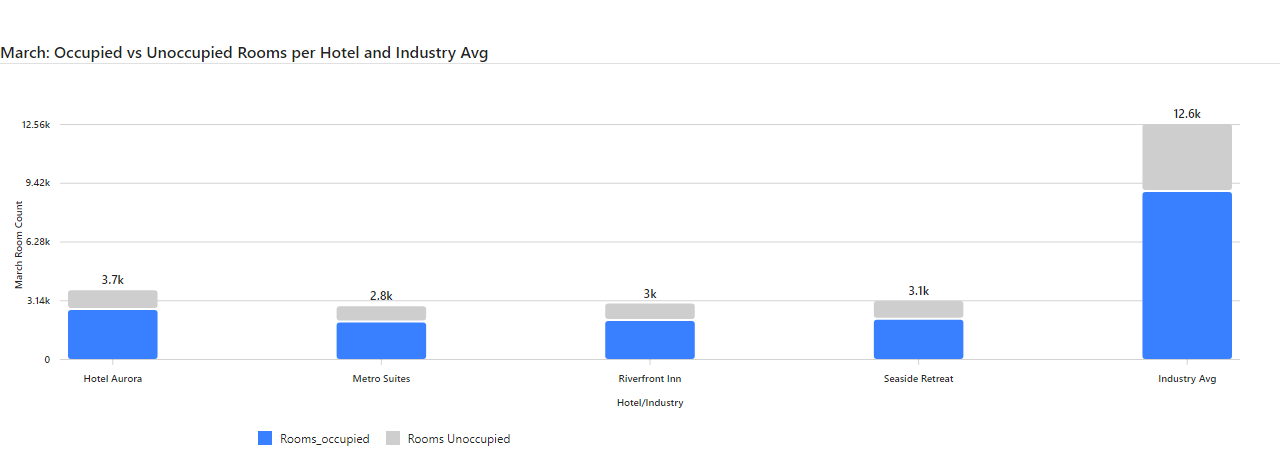 March: Occupied vs Unoccupied Rooms per Hotel and Industry Avg
12.6k
12.56k
9.42k
6.28k
3.14k
0
March Room Count
3.7k
2.8k
3k
3.1k
Hotel Aurora
Metro Suites
Riverfront Inn
Seaside Retreat
Industry Avg
Hotel/Industry
Rooms_occupied
Rooms Unoccupied